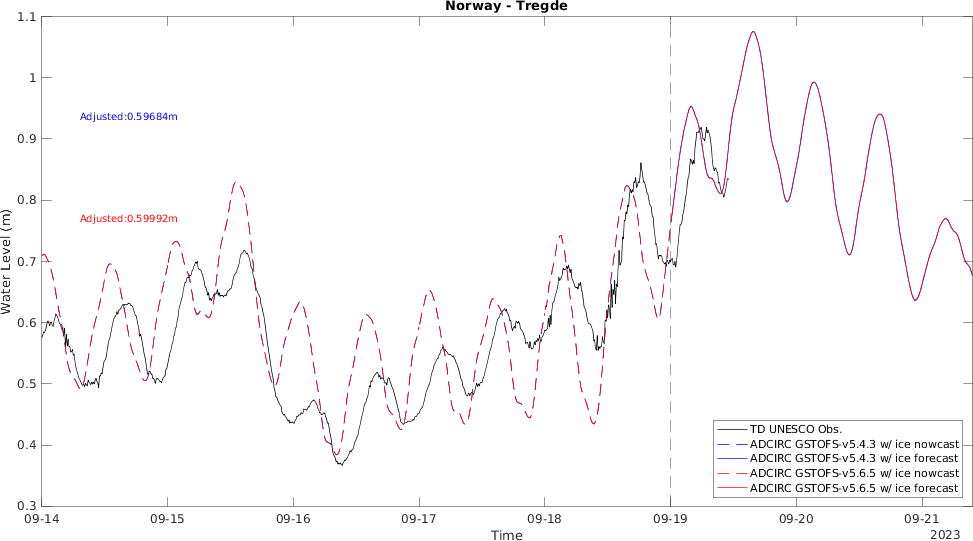 Norway - Tregde
1.1
1
0.9
0.8
0.7
0.6
0.5
0.4
0.3
Water Level (m)
Adjusted:0.59684m
Adjusted:0.59992m
TD UNESCO Obs.
ADCIRC GSTOFS-v5.4.3 w/ ice nowcast
ADCIRC GSTOFS-v5.4.3 w/ ice forecast
ADCIRC GSTOFS-v5.6.5 w/ ice nowcast
ADCIRC GSTOFS-v5.6.5 w/ ice forecast
09-14 09-15 09-16 09-17 09-18 09-19 09-20 09-21
Time
2023